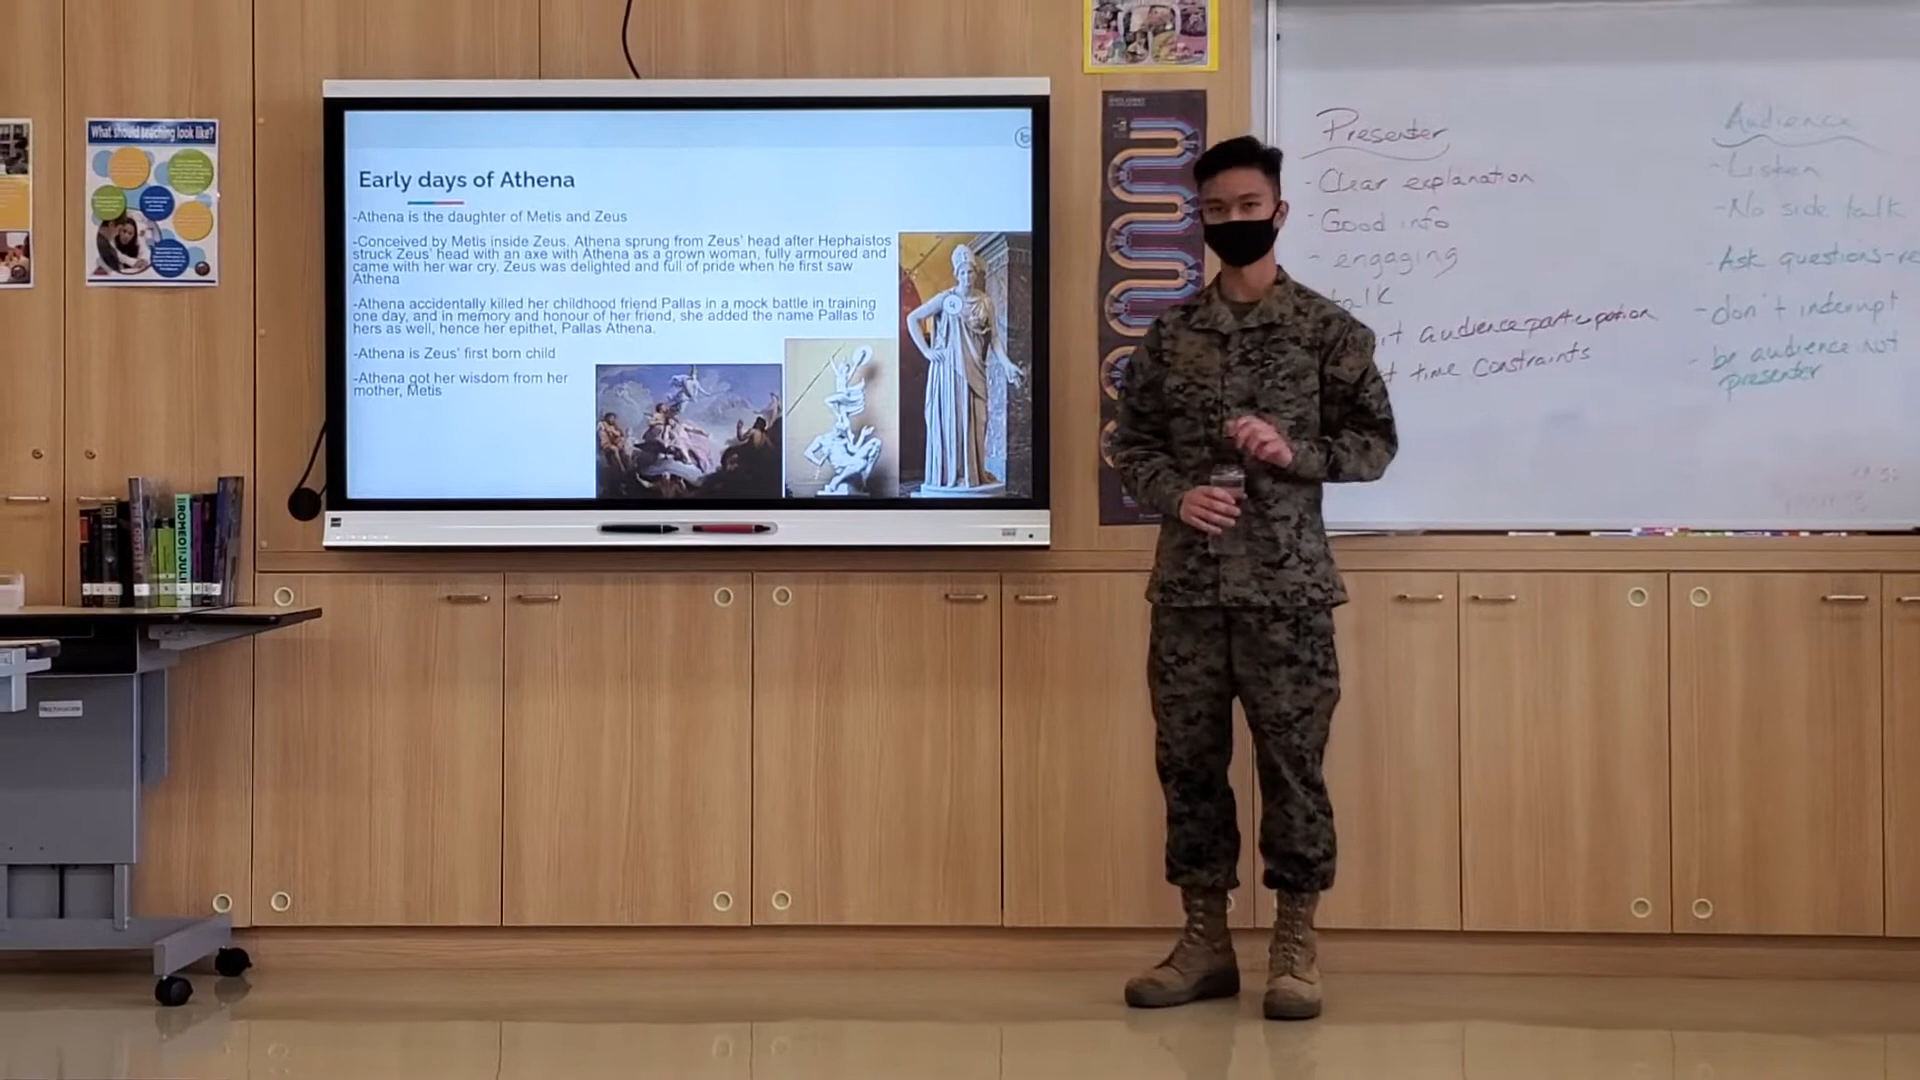 What should teaching look like?
Early days of Athena
-Athena is the daughter of Metis and Zeus
-Conceived by Metis inside Zeus. Athena sprung from Zeus' head after Hephaistos
struck Zeus' head with an axe with Athena as a grown woman, fully armoured and
came with her war cry. Zeus was delighted and full of pride when he first saw
Athena
-Athena accidentally killed her childhood friend Pallas in a mock battle in training
one day, and in memory and honour of her friend, she added the name Pallas to
hers as well, hence her epithet, Pallas Athena.
-Athena is Zeus' first born child
-Athena got her wisdom from her
mother, Metis
Presenter
- Clear explanation
- Good info
- engaging
talk
audience participation
time constraints
Audience
- Listen
- No side talk
- Ask questions-re
- don't interrupt
- be audience not
presenter
ROMEO
JULI